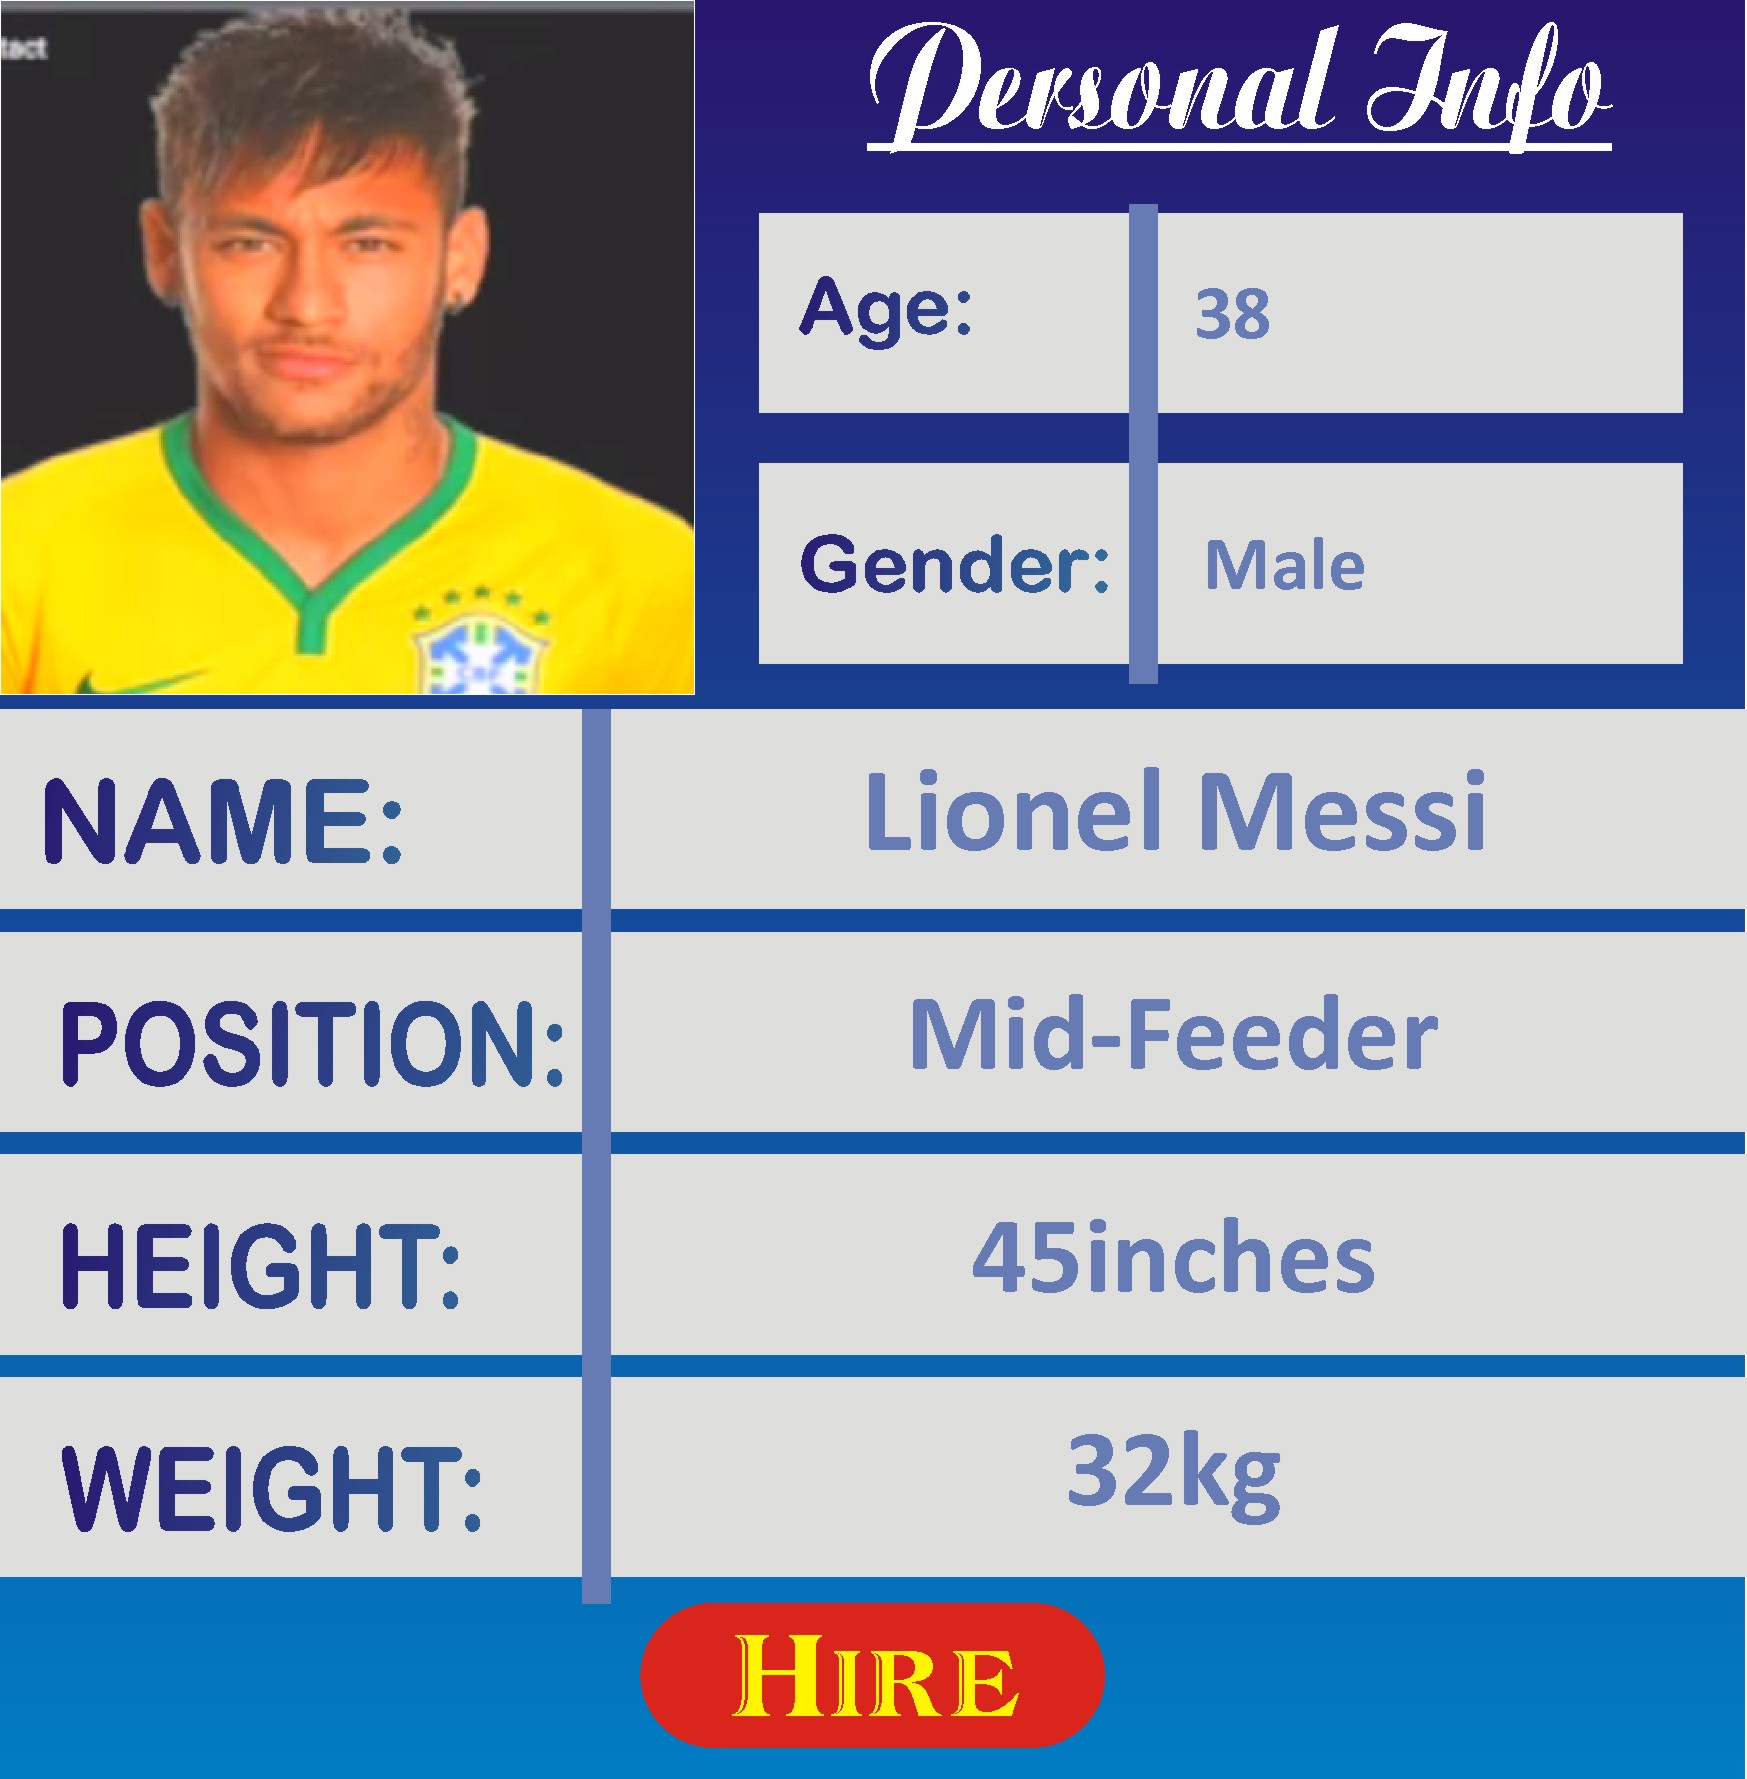 tact
Personal Info
Age: 38
Gender: Male
NAME: Lionel Messi
POSITION: Mid-Feeder
HEIGHT: 45inches
WEIGHT: 32kg
HIRE